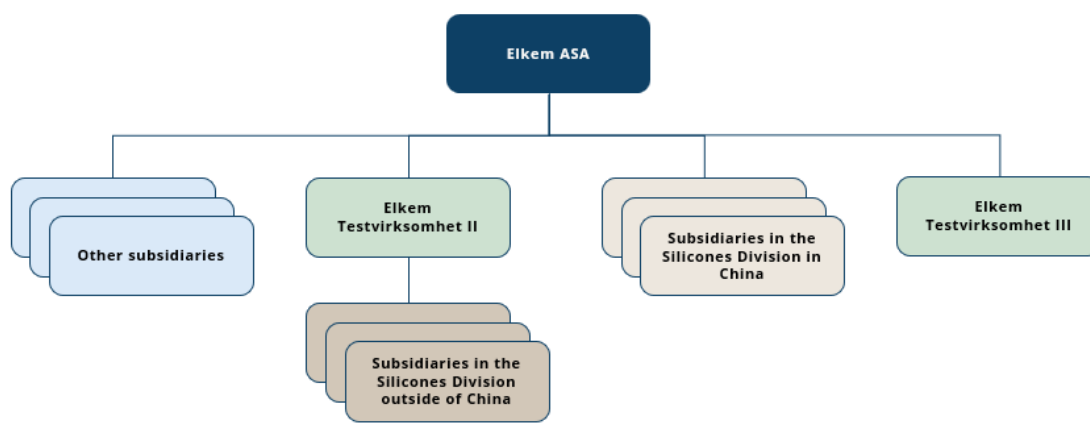 Elkem ASA
Other subsidiaries
Elkem
Testvirksomhet II
Subsidiaries in the
Silicones Division in
China
Elkem
Testvirksomhet III
Subsidiaries in the
Silicones Division
outside of China